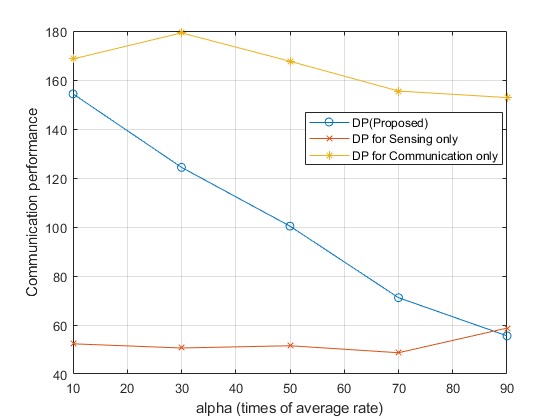 180
160
140
120
100
80
60
40
Communication performance
DP(Proposed)
DP for Sensing only
DP for Communication only
10 20 30 40 50 60 70 80 90
alpha (times of average rate)